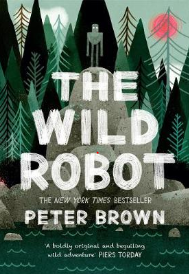 THE
WILD
ROBOT
THE NEW YORK TIMES BESTSELLER
PETER BROWN
'A boldly original and beguiling
wild adventure' PIERS TORDAY